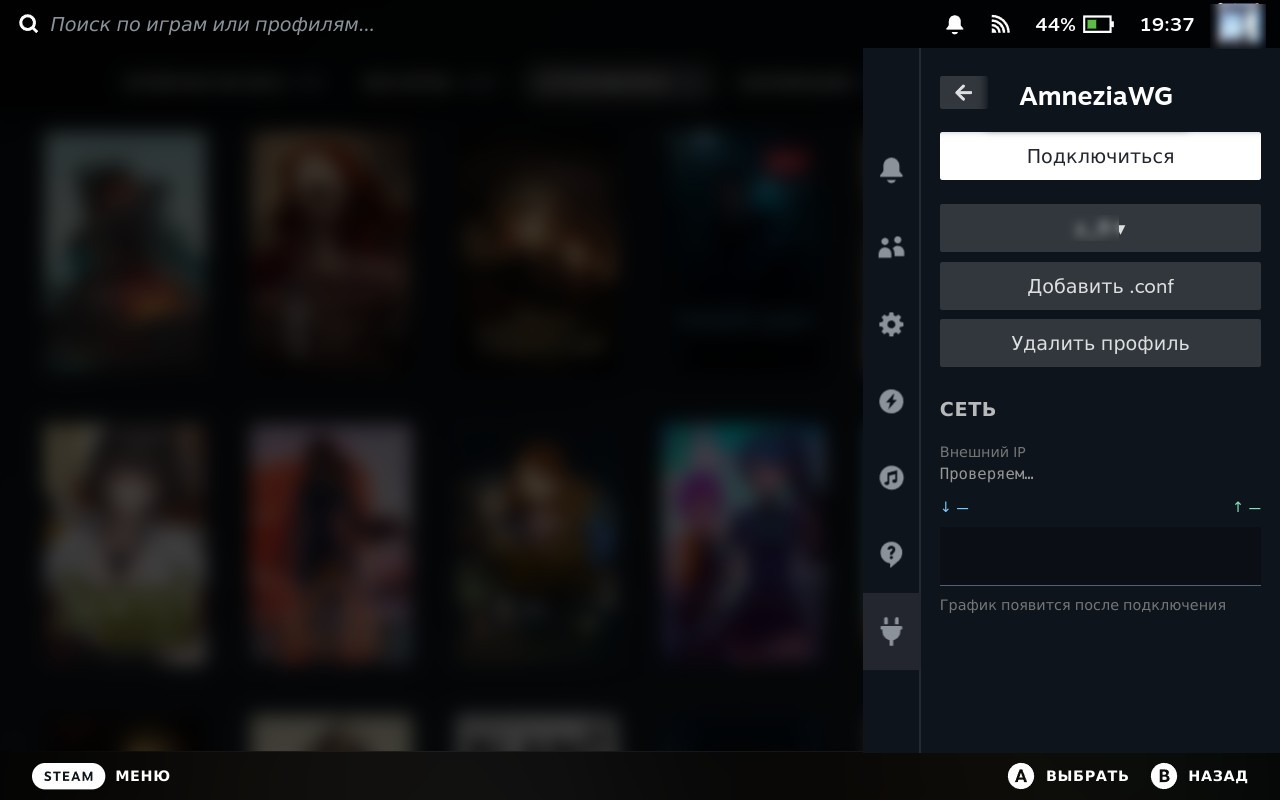 Поиск по играм или профилям...
44%
19:37
AmneziaWG
Подключиться
Добавить .conf
Удалить профиль
СЕТЬ
Внешний IP
Проверяем…
↓ —
↑ —
График появится после подключения
STEAM МЕНЮ
A ВЫБРАТЬ
B НАЗАД